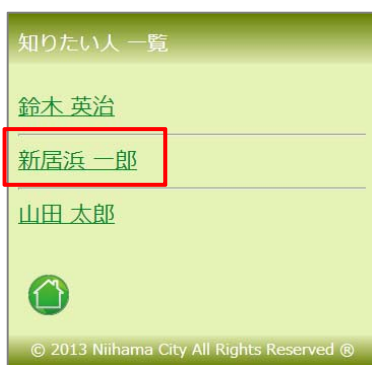 知りたい人 一覧
鈴木 英治
新居浜 一郎
山田 太郎
© 2013 Niihama City All Rights Reserved ®